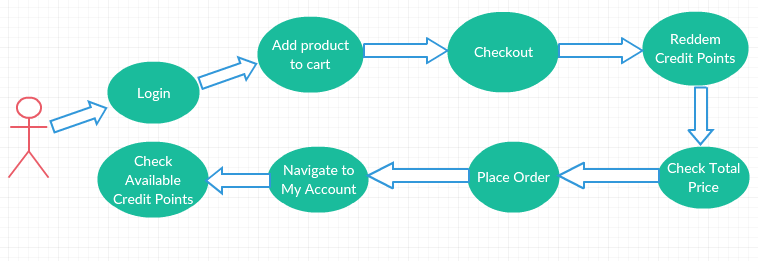 Login
Add product
to cart
Checkout
Reddem
Credit Points
Check Total
Price
Place Order
Navigate to
My Account
Check
Available
Credit Points